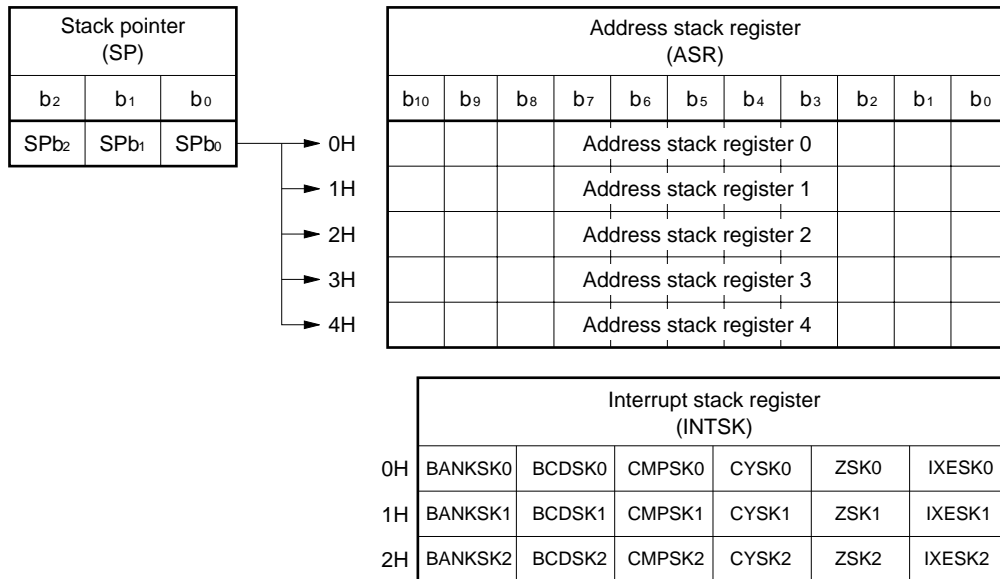 Stack pointer
(SP)
b2 b1 b0
SPb2 SPb1 SPb0
Address stack register
(ASR)
b10 b9 b8 b7 b6 b5 b4 b3 b2 b1 b0
0H Address stack register 0
1H Address stack register 1
2H Address stack register 2
3H Address stack register 3
4H Address stack register 4
Interrupt stack register
(INTSK)
0H BANKSK0 BCDSK0 CMPSK0 CYSK0 ZSK0 IXESK0
1H BANKSK1 BCDSK1 CMPSK1 CYSK1 ZSK1 IXESK1
2H BANKSK2 BCDSK2 CMPSK2 CYSK2 ZSK2 IXESK2